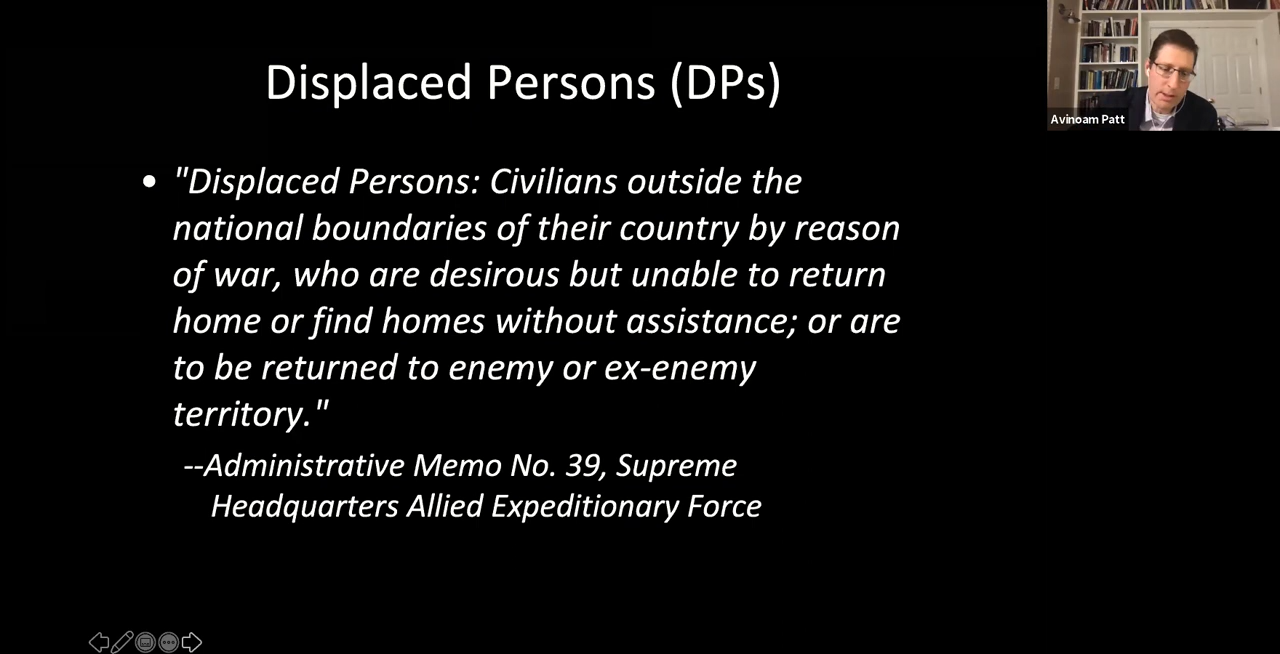 Displaced Persons (DPs)
• "Displaced Persons: Civilians outside the
national boundaries of their country by reason
of war, who are desirous but unable to return
home or find homes without assistance; or are
to be returned to enemy or ex-enemy
territory."
--Administrative Memo No. 39, Supreme
Headquarters Allied Expeditionary Force
Avinoam Patt